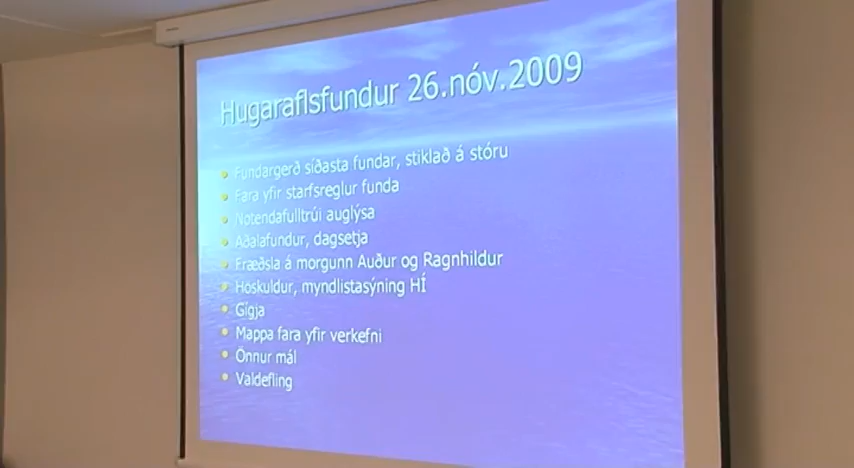 Hugaraflsfundur 26.nóv.2009
Fundargerð síðasta fundar, stiklað á stóru
Fara yfir starfsreglur funda
Notendafulltrúi auglýsa
Aðalafundur, dagsetja
Fræðsla á morgunn Auður og Ragnhildur
Höskuldur, myndlistasýning HÍ
Gígja
Mappa fara yfir verkefni
Önnur mál
Valdefling